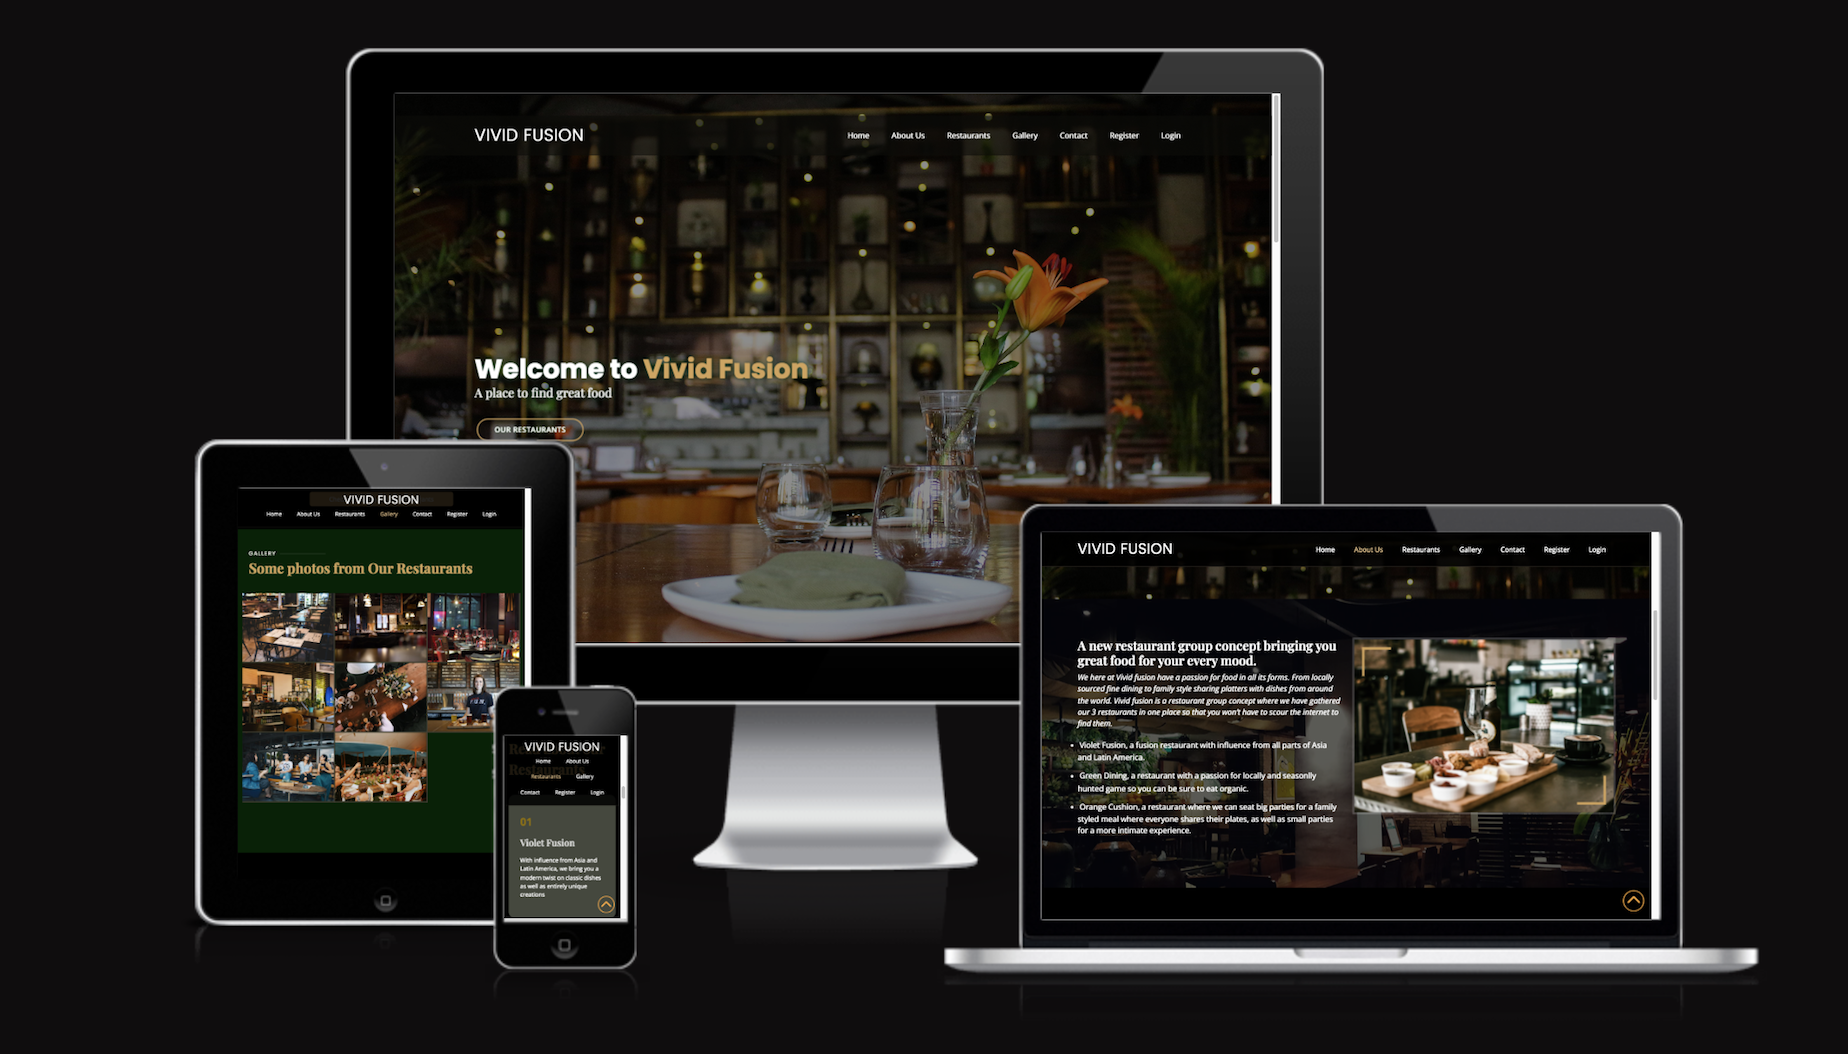 VIVID FUSION
Home About Us Restaurants Gallery Contact Register Login
Welcome to Vivid Fusion
A place to find great food
OUR RESTAURANTS
VIVID FUSION
Home About Us Restaurants Gallery Contact Register Login
GALLERY
Some photos from Our Restaurants
VIVID FUSION
Home About Us
Restaurants Gallery
Contact Register Login
01
Violet Fusion
With influence from Asia and
Latin America, we bring you a
modern twist on classic dishes
as well as entirely unique
creations
VIVID FUSION
Home About Us Restaurants Gallery Contact Register Login
A new restaurant group concept bringing you
great food for your every mood.
We here at Vivid fusion have a passion for food in all its forms. From locally
sourced fine dining to family style sharing platters with dishes from around
the world. Vivid fusion is a restaurant group concept where we have gathered
our 3 restaurants in one place so that you won't have to scour the internet to
find them.
• Violet Fusion, a fusion restaurant with influence from all parts of Asia
and Latin America.
• Green Dining, a restaurant with a passion for locally and seasonlly
hunted game so you can be sure to eat organic.
• Orange Cushion, a restaurant where we can seat big parties for a family
styled meal where everyone shares their plates, as well as small parties
for a more intimate experience.